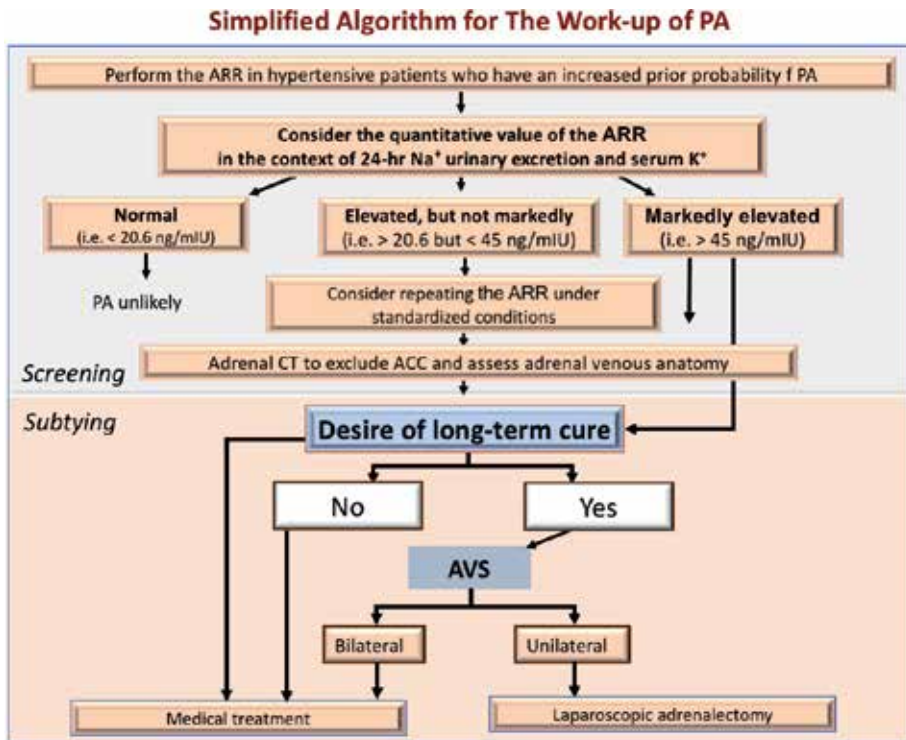 Simplified Algorithm for The Work-up of PA
Perform the ARR in hypertensive patients who have an increased prior probability f PA
Consider the quantitative value of the ARR
in the context of 24-hr Na⁺ urinary excretion and serum K⁺
Normal
(i.e. < 20.6 ng/mIU)
Elevated, but not markedly
(i.e. > 20.6 but < 45 ng/mIU)
Markedly elevated
(i.e. > 45 ng/mIU)
PA unlikely
Consider repeating the ARR under
standardized conditions
Adrenal CT to exclude ACC and assess adrenal venous anatomy
Screening
Subtying
Desire of long-term cure
No
Yes
AVS
Bilateral
Unilateral
Medical treatment
Laparoscopic adrenalectomy